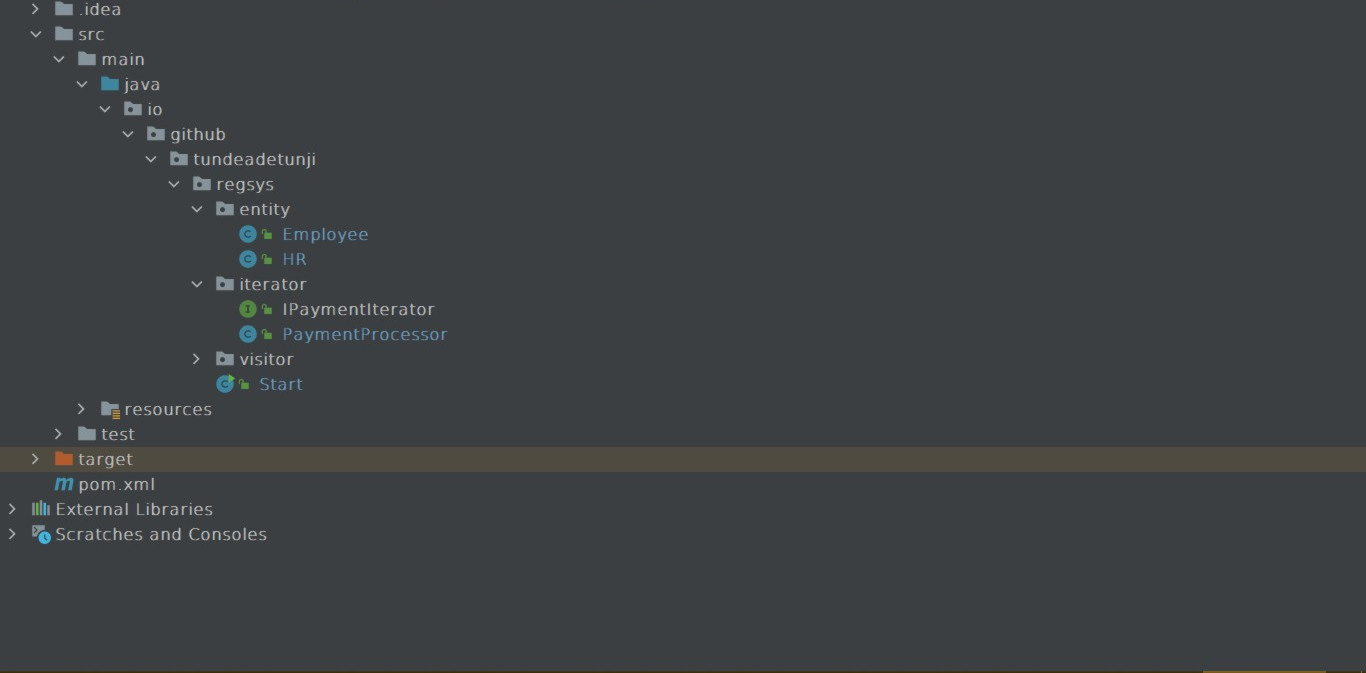 .idea
src
main
java
io
github
tundeadetunji
regsys
entity
Employee
HR
iterator
IPaymentIterator
PaymentProcessor
visitor
Start
resources
test
target
pom.xml
External Libraries
Scratches and Consoles